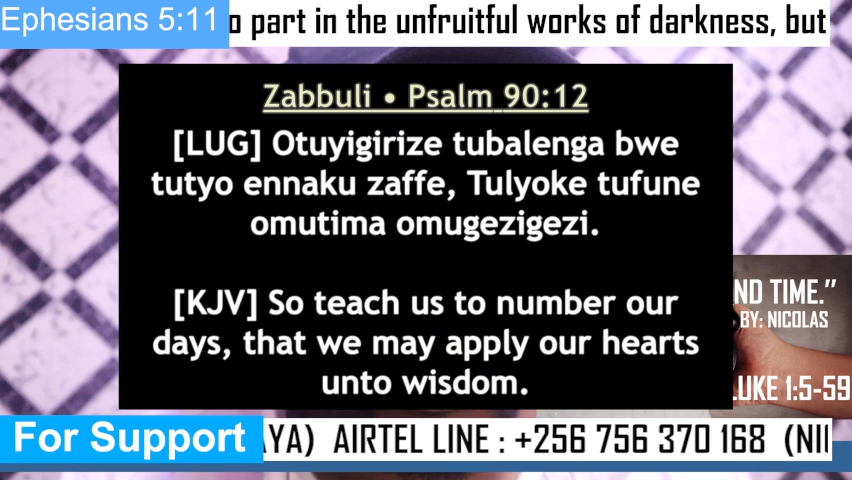 Ephesians 5:11
part in the unfruitful works of darkness, but
Zabbuli • Psalm 90:12
[LUG] Otuyigirize tubalenga bwe
tutyo ennaku zaffe, Tulyoke tufune
omutima omugezigezi.
[KJV] So teach us to number our
days, that we may apply our hearts
unto wisdom.
ND TIME.”
BY: NICOLAS
LUKE 1:5-59
For Support
YA) AIRTEL LINE : +256 756 370 168